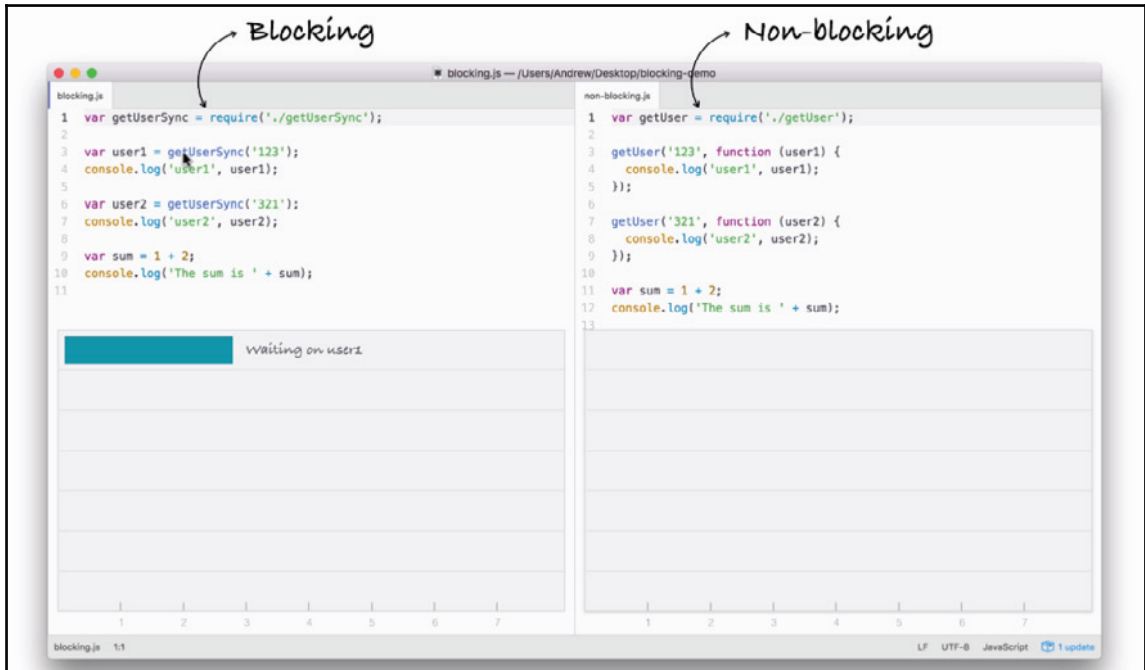 Blocking
Non-blocking
blocking.js — /Users/Andrew/Desktop/blocking-demo
blocking.js
1 var getUserSync = require('./getUserSync');
2
3 var user1 = getUserSync('123');
4 console.log('user1', user1);
5
6 var user2 = getUserSync('321');
7 console.log('user2', user2);
8
9 var sum = 1 + 2;
10 console.log('The sum is ' + sum);
11
Waiting on user1
1 2 3 4 5 6 7
non-blocking.js
1 var getUser = require('./getUser');
2
3 getUser('123', function (user1) {
4 console.log('user1', user1);
5 });
6
7 getUser('321', function (user2) {
8 console.log('user2', user2);
9 });
10
11 var sum = 1 + 2;
12 console.log('The sum is ' + sum);
13
1 2 3 4 5 6 7
blocking.js 1:1
LF UTF-8 JavaScript 1 update